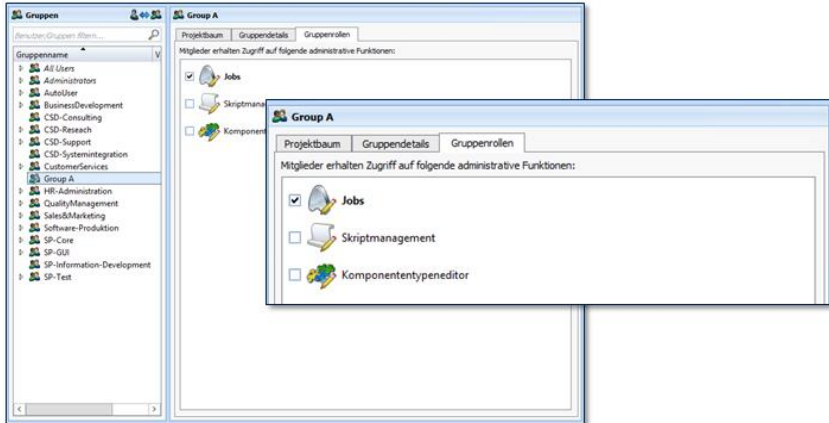 Gruppen
Benutzer/Gruppen filtern...
Gruppenname V
All Users
Administrators
AutoUser
BusinessDevelopment
CSD-Consulting
CSD-Reseach
CSD-Support
CSD-Systemintegration
CustomerServices
Group A
HR-Administration
QualityManagement
Sales&Marketing
Software-Produktion
SP-Core
SP-GUI
SP-Information-Development
SP-Test
Group A
Projektbaum Gruppendetails Gruppenrollen
Mitglieder erhalten Zugriff auf folgende administrative Funktionen:
Jobs
Skriptmana
Komponent
Group A
Projektbaum Gruppendetails Gruppenrollen
Mitglieder erhalten Zugriff auf folgende administrative Funktionen:
Jobs
Skriptmanagement
Komponententypeneditor